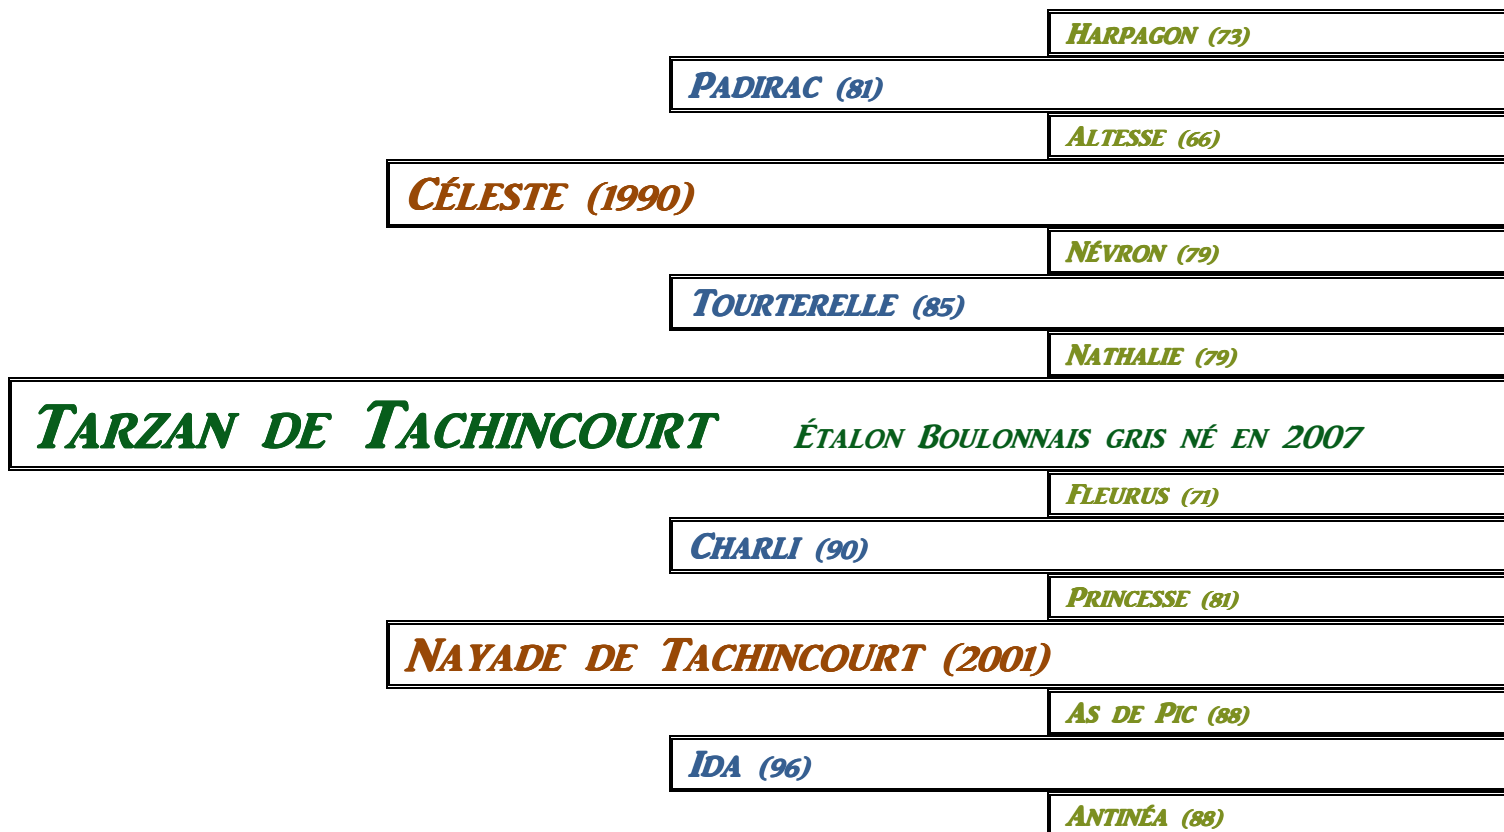 Harpagon (73)
Padirac (81)
Altesse (66)
Céleste (1990)
Névron (79)
Tourterelle (85)
Nathalie (79)
Tarzan de Tachincourt Étalon Boulonnais gris né en 2007
Fleurus (71)
Charli (90)
Princesse (81)
Nayade de Tachincourt (2001)
As de Pic (88)
Ida (96)
Antinéa (88)